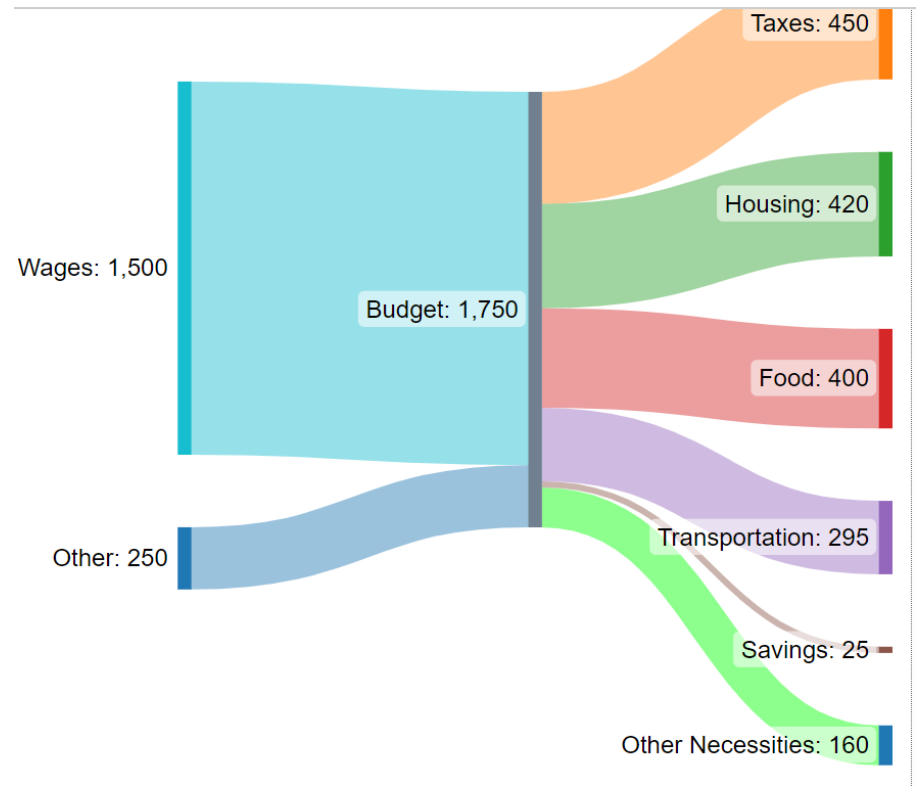 Taxes: 450
Housing: 420
Wages: 1,500
Budget: 1,750
Food: 400
Transportation: 295
Other: 250
Savings: 25
Other Necessities: 160